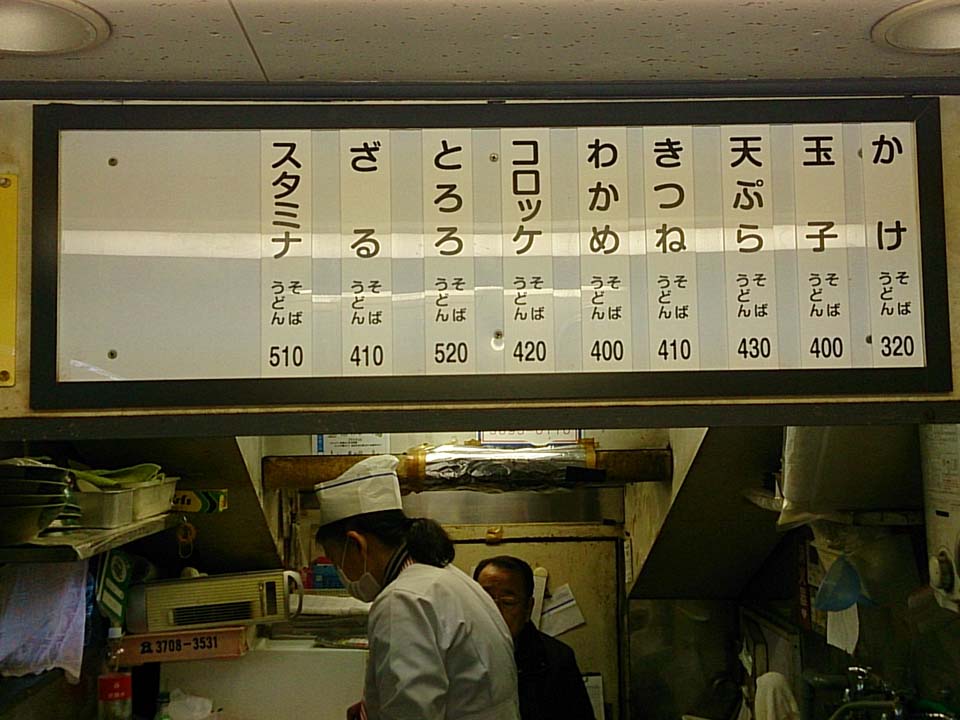 かけ そば うどん 320
玉子 そば うどん 400
天ぷら そば うどん 430
きつね そば うどん 410
わかめ そば うどん 400
コロッケ そば うどん 420
とろろ そば うどん 520
ざる そば うどん 410
スタミナ そば うどん 510
☎3708-3531